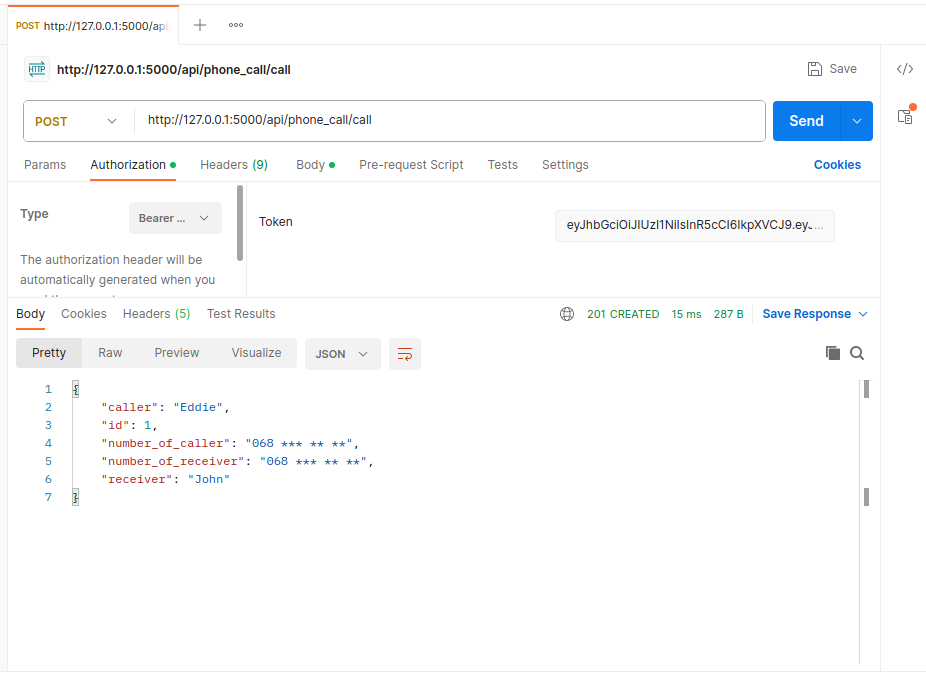 POST http://127.0.0.1:5000/api
HTTP http://127.0.0.1:5000/api/phone_call/call Save </>
POST http://127.0.0.1:5000/api/phone_call/call Send
Params Authorization Headers (9) Body Pre-request Script Tests Settings Cookies
Type Bearer ... Token eyJhbGciOiJIUzI1NiIsInR5cCI6IkpXVCJ9.ey...
The authorization header will be
automatically generated when you
Body Cookies Headers (5) Test Results 201 CREATED 15 ms 287 B Save Response
Pretty Raw Preview Visualize JSON
1 {
2 "caller": "Eddie",
3 "id": 1,
4 "number_of_caller": "068 *** ** **",
5 "number_of_receiver": "068 *** ** **",
6 "receiver": "John"
7 }